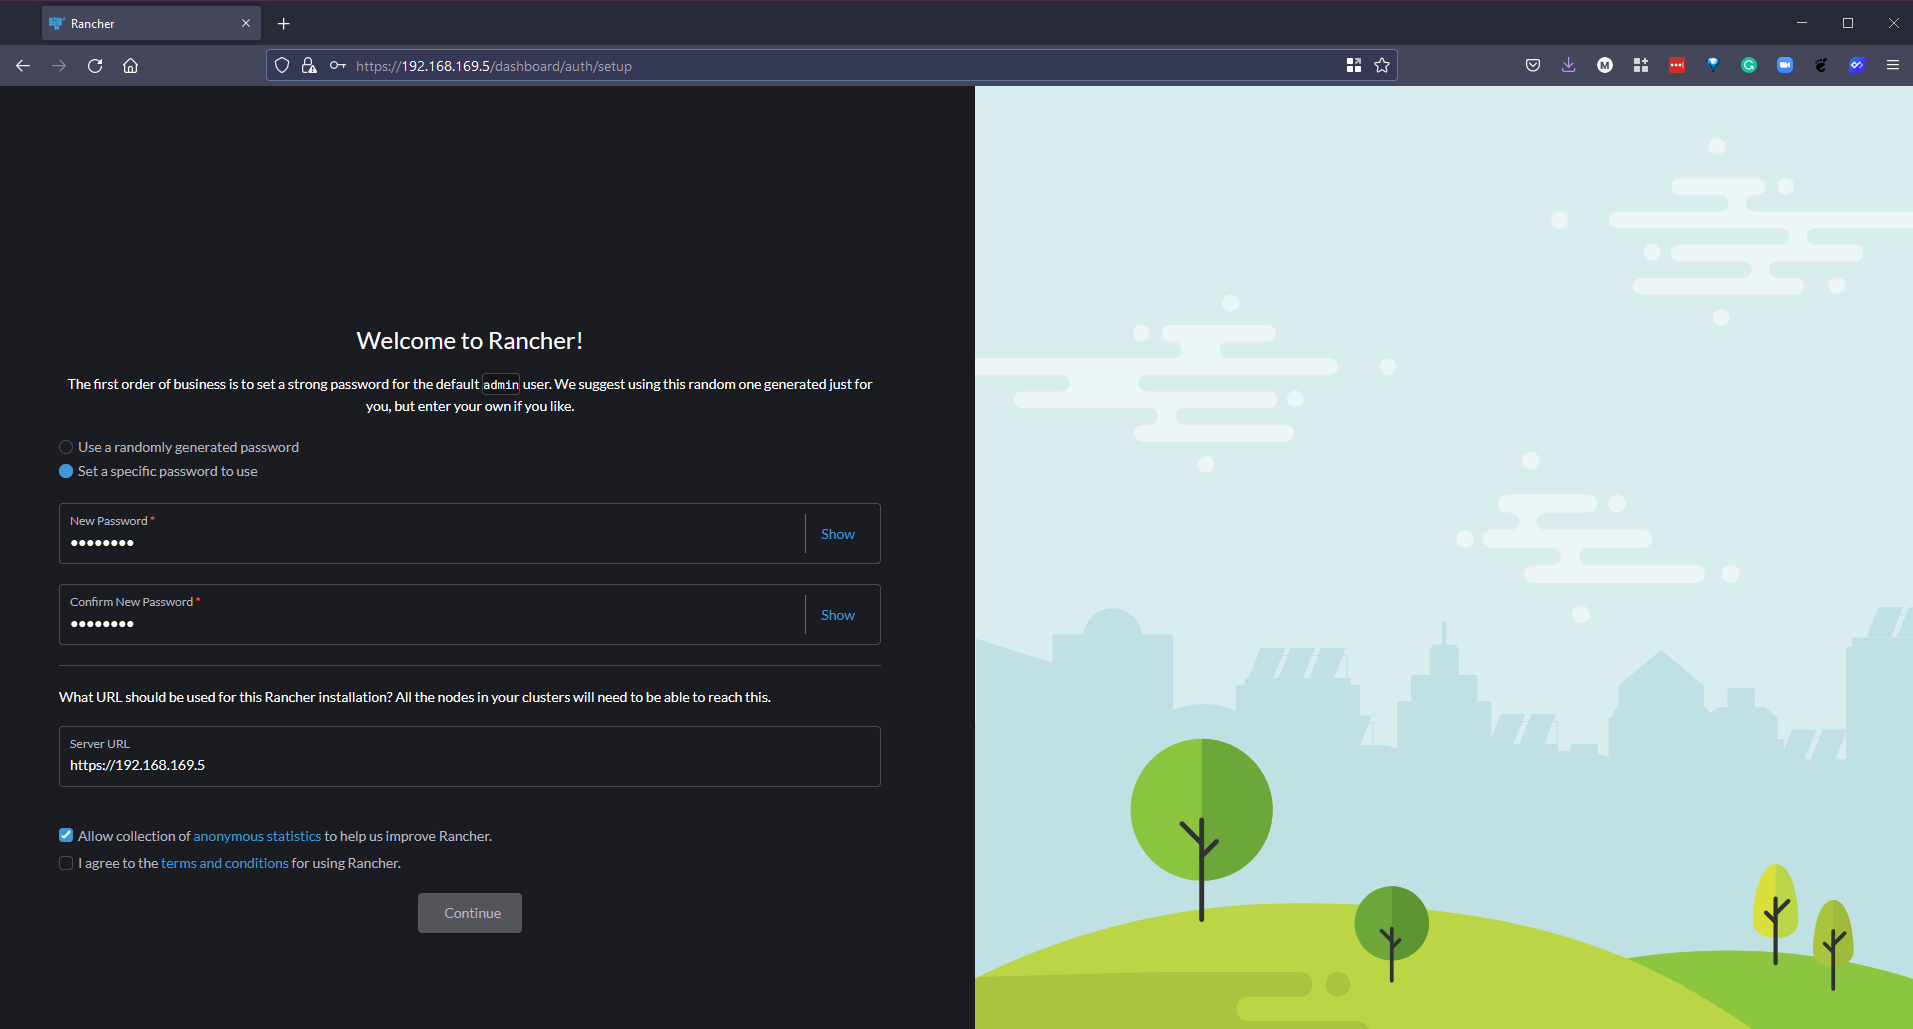 Rancher
https://192.168.169.5/dashboard/auth/setup
Welcome to Rancher!
The first order of business is to set a strong password for the default admin user. We suggest using this random one generated just for
you, but enter your own if you like.
Use a randomly generated password
Set a specific password to use
New Password *
Show
Confirm New Password *
Show
What URL should be used for this Rancher installation? All the nodes in your clusters will need to be able to reach this.
Server URL
https://192.168.169.5
Allow collection of anonymous statistics to help us improve Rancher.
I agree to the terms and conditions for using Rancher.
Continue